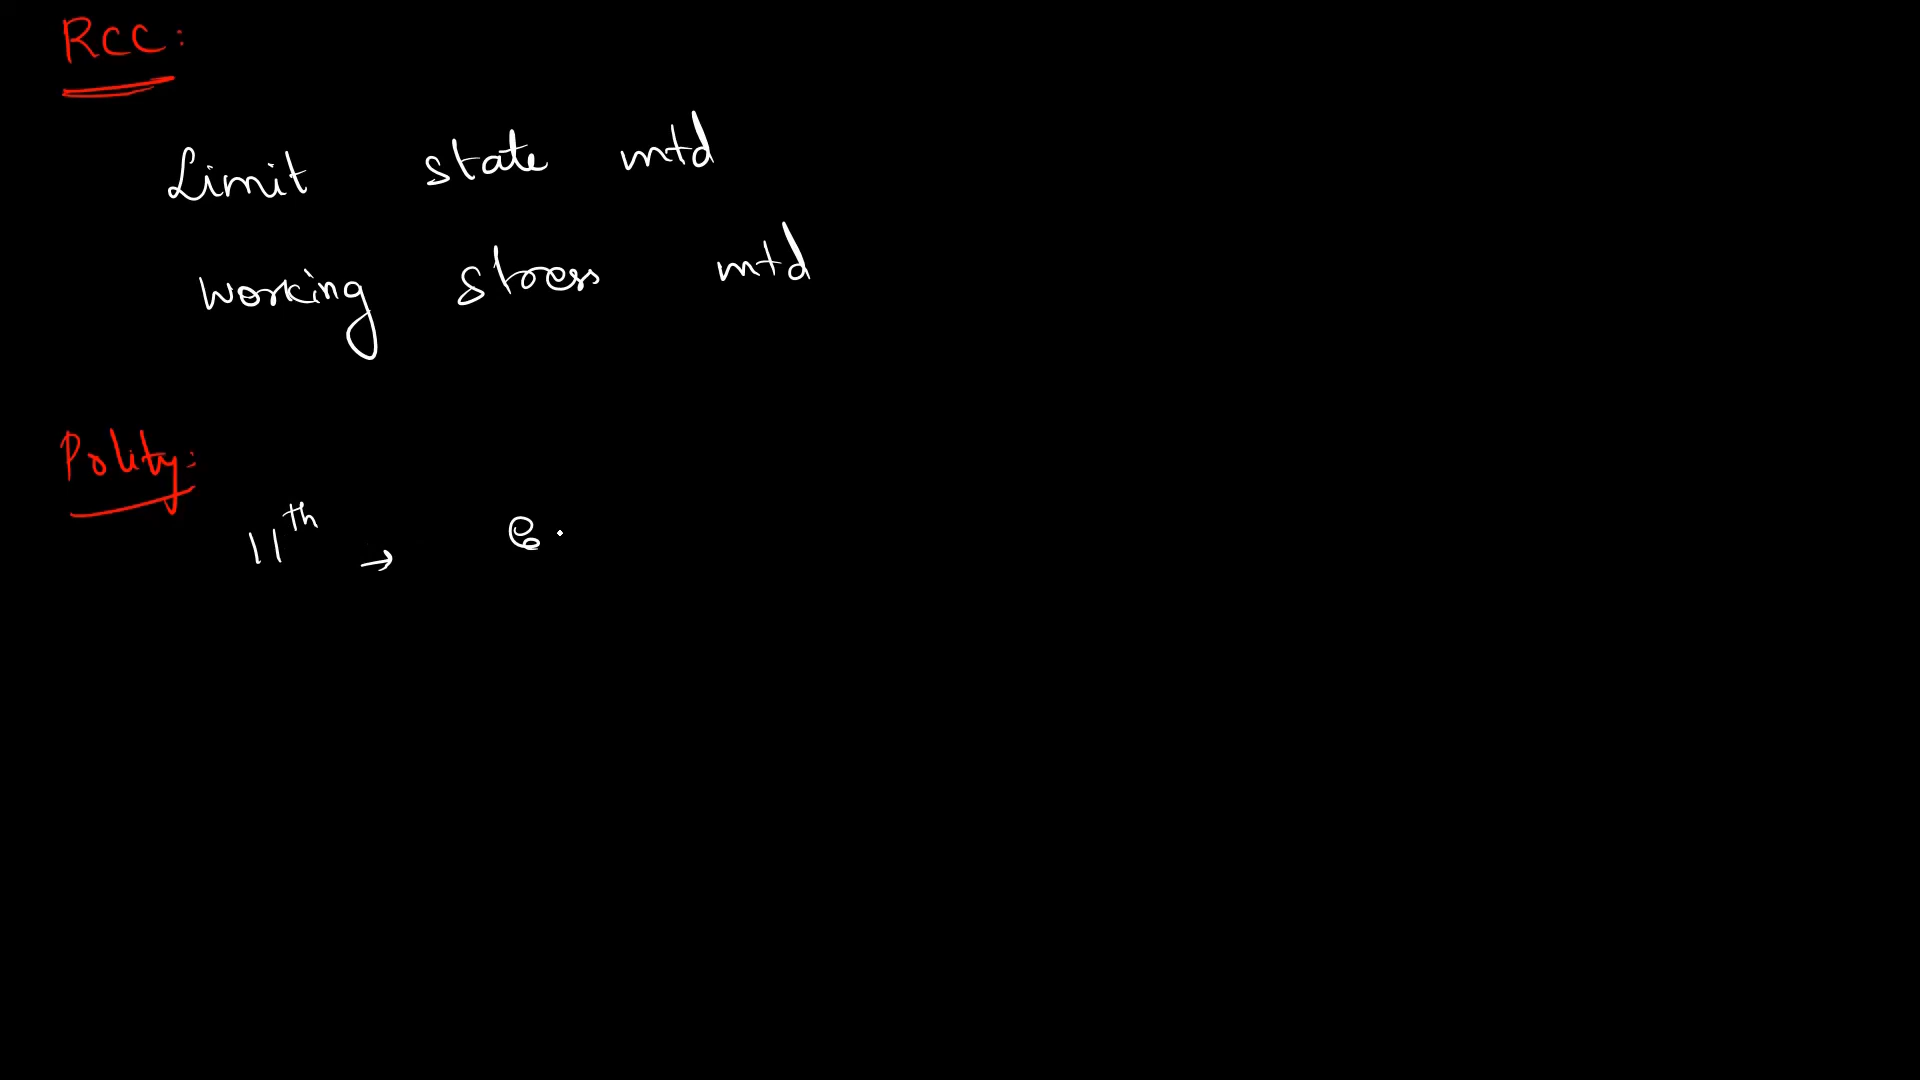 RCC:
Limit state mtd
working stress mtd
Polity:
11th →